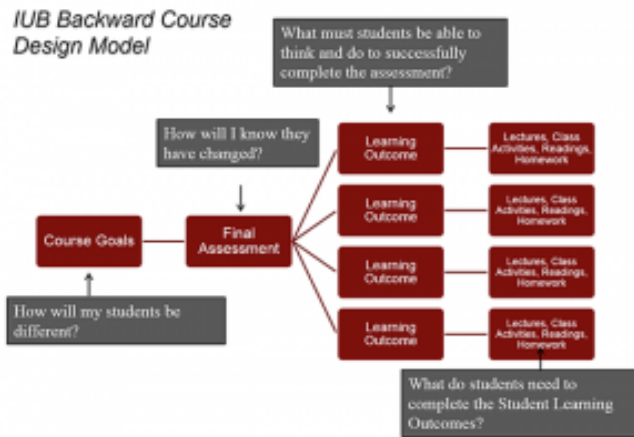 IUB Backward Course
Design Model
What must students be able to
think and do to successfully
complete the assessment?
How will I know they
have changed?
Course Goals
Final
Assessment
How will my students be
different?
Learning
Outcome
Lectures, Class
Activities, Readings,
Homework
Learning
Outcome
Lectures, Class
Activities, Readings,
Homework
Learning
Outcome
Lectures, Class
Activities, Readings,
Homework
Learning
Outcome
Lectures, Class
Activities, Readings,
Homework
What do students need to
complete the Student Learning
Outcomes?